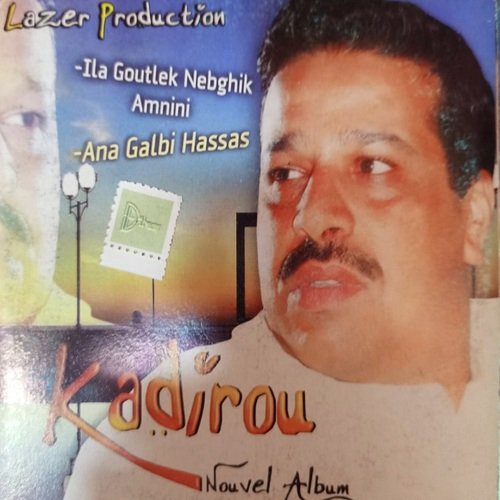 Lazer Production
-Ila Goutlek Nebghik
Amnini
-Ana Galbi Hassas
Kadirou
Nouvel Album